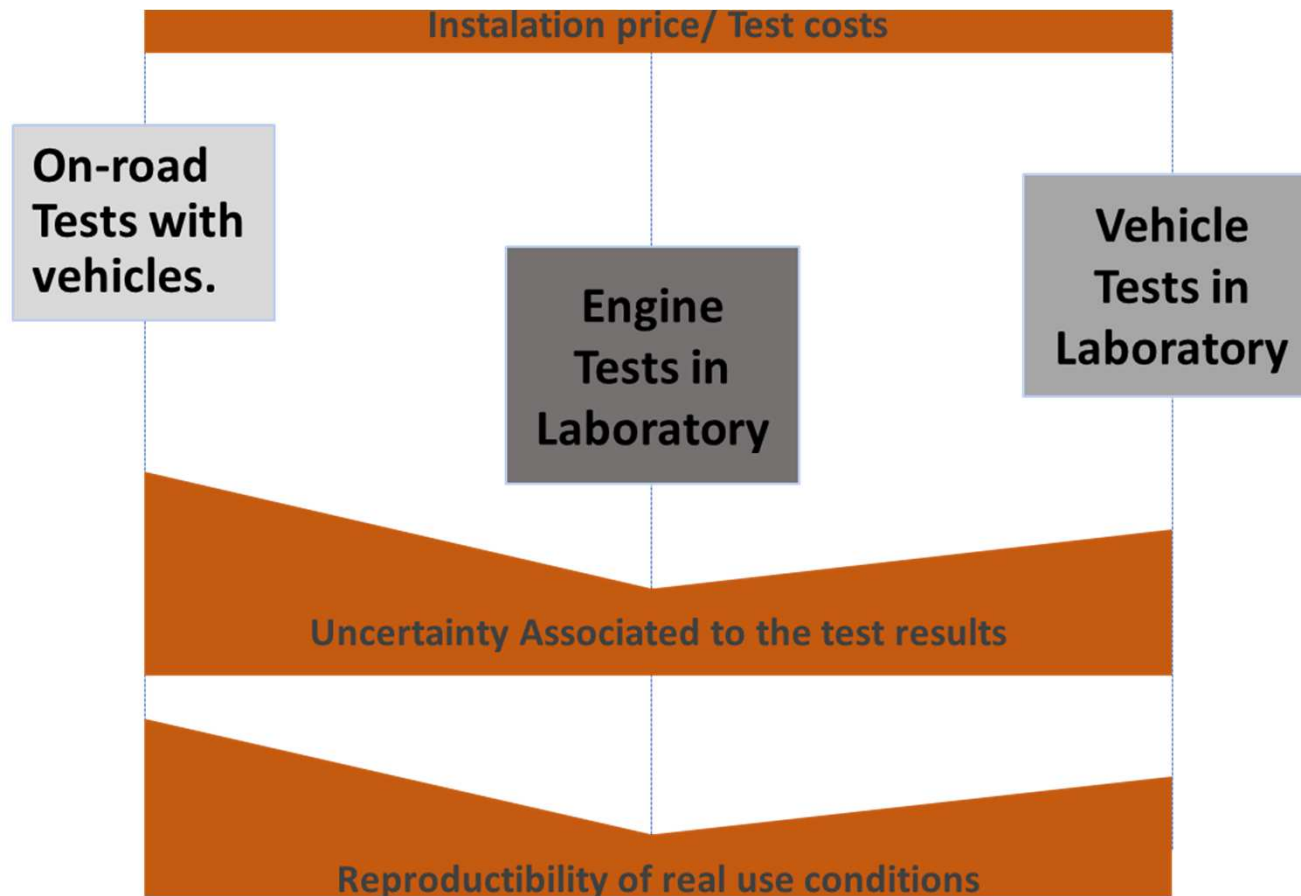 Instalation price/ Test costs
On-road
Tests with
vehicles.
Engine
Tests in
Laboratory
Vehicle
Tests in
Laboratory
Uncertainty Associated to the test results
Reproductibility of real use conditions